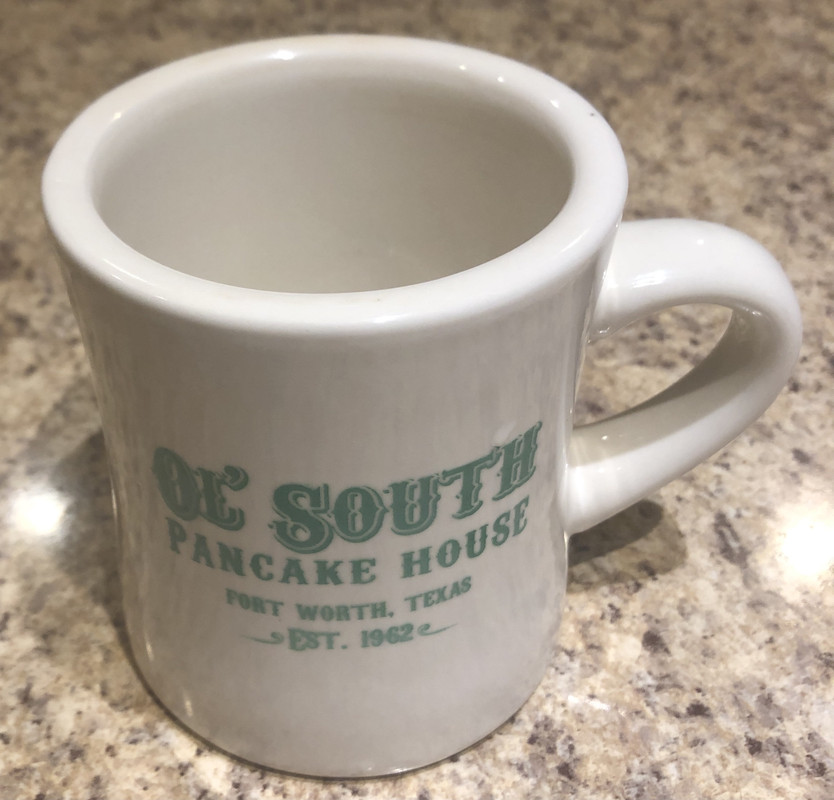 OL' SOUTH
PANCAKE HOUSE
FORT WORTH, TEXAS
EST. 1962